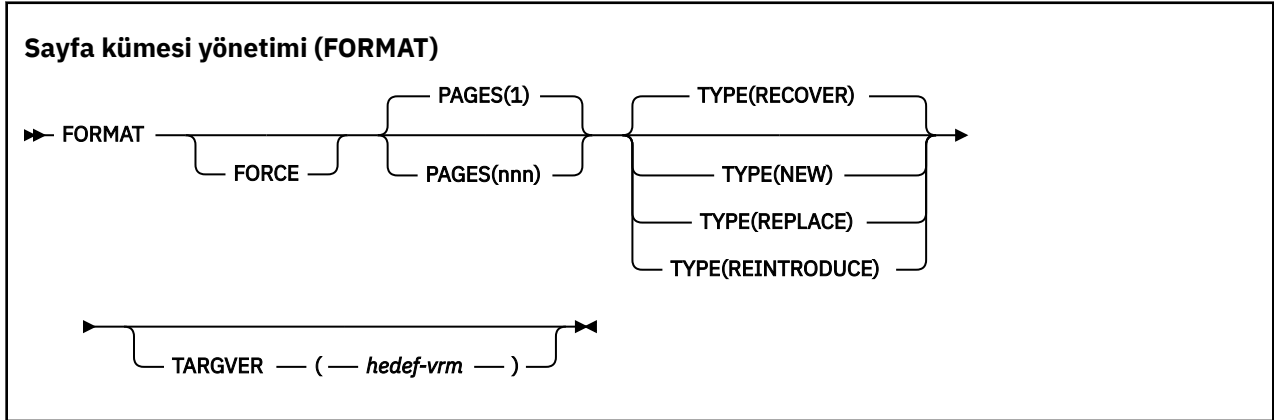 Sayfa kümesi yönetimi (FORMAT)
PAGES(1) TYPE(RECOVER)
FORMAT
FORCE PAGES(nnn) TYPE(NEW)
TYPE(REPLACE)
TYPE(REINTRODUCE)
TARGVER ( hedef-vrm )